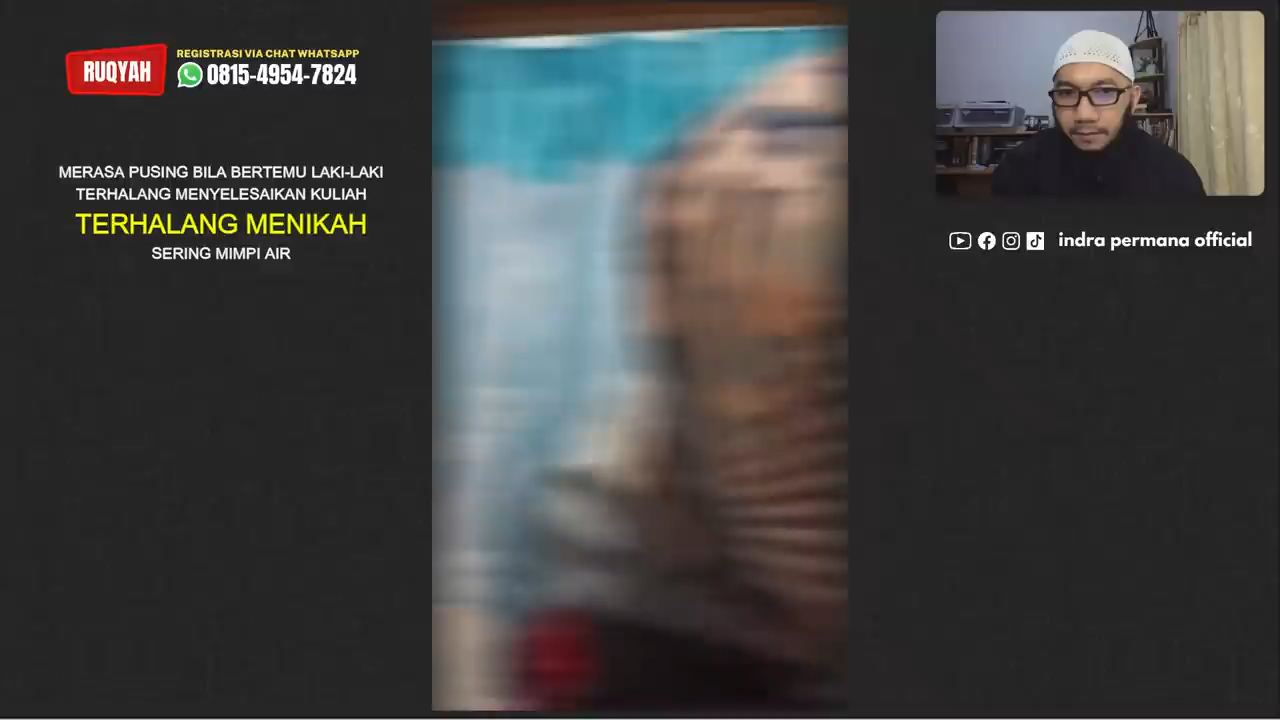 RUQYAH
REGISTRASI VIA CHAT WHATSAPP
0815-4954-7824
MERASA PUSING BILA BERTEMU LAKI-LAKI
TERHALANG MENYELESAIKAN KULIAH
TERHALANG MENIKAH
SERING MIMPI AIR
indra permana official